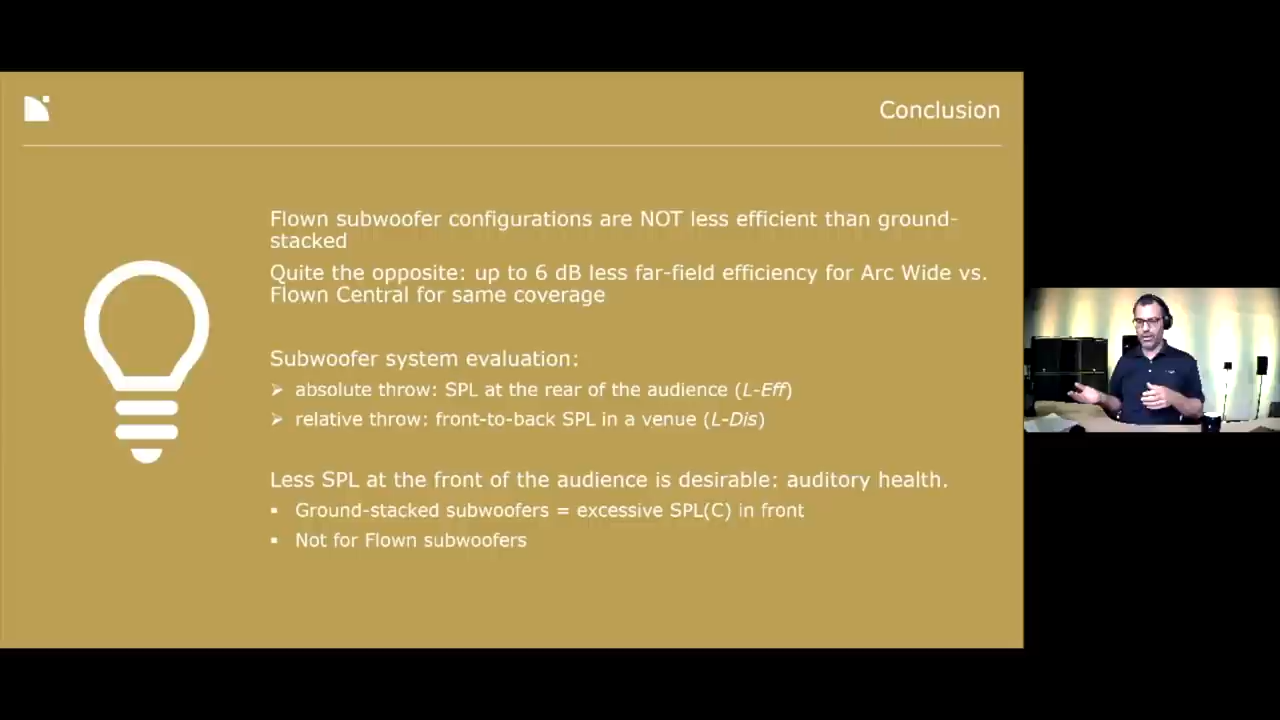 Conclusion
Flown subwoofer configurations are NOT less efficient than ground-
stacked
Quite the opposite: up to 6 dB less far-field efficiency for Arc Wide vs.
Flown Central for same coverage
Subwoofer system evaluation:
➢ absolute throw: SPL at the rear of the audience (L-Eff)
➢ relative throw: front-to-back SPL in a venue (L-Dis)
Less SPL at the front of the audience is desirable: auditory health.
▪ Ground-stacked subwoofers = excessive SPL(C) in front
▪ Not for Flown subwoofers